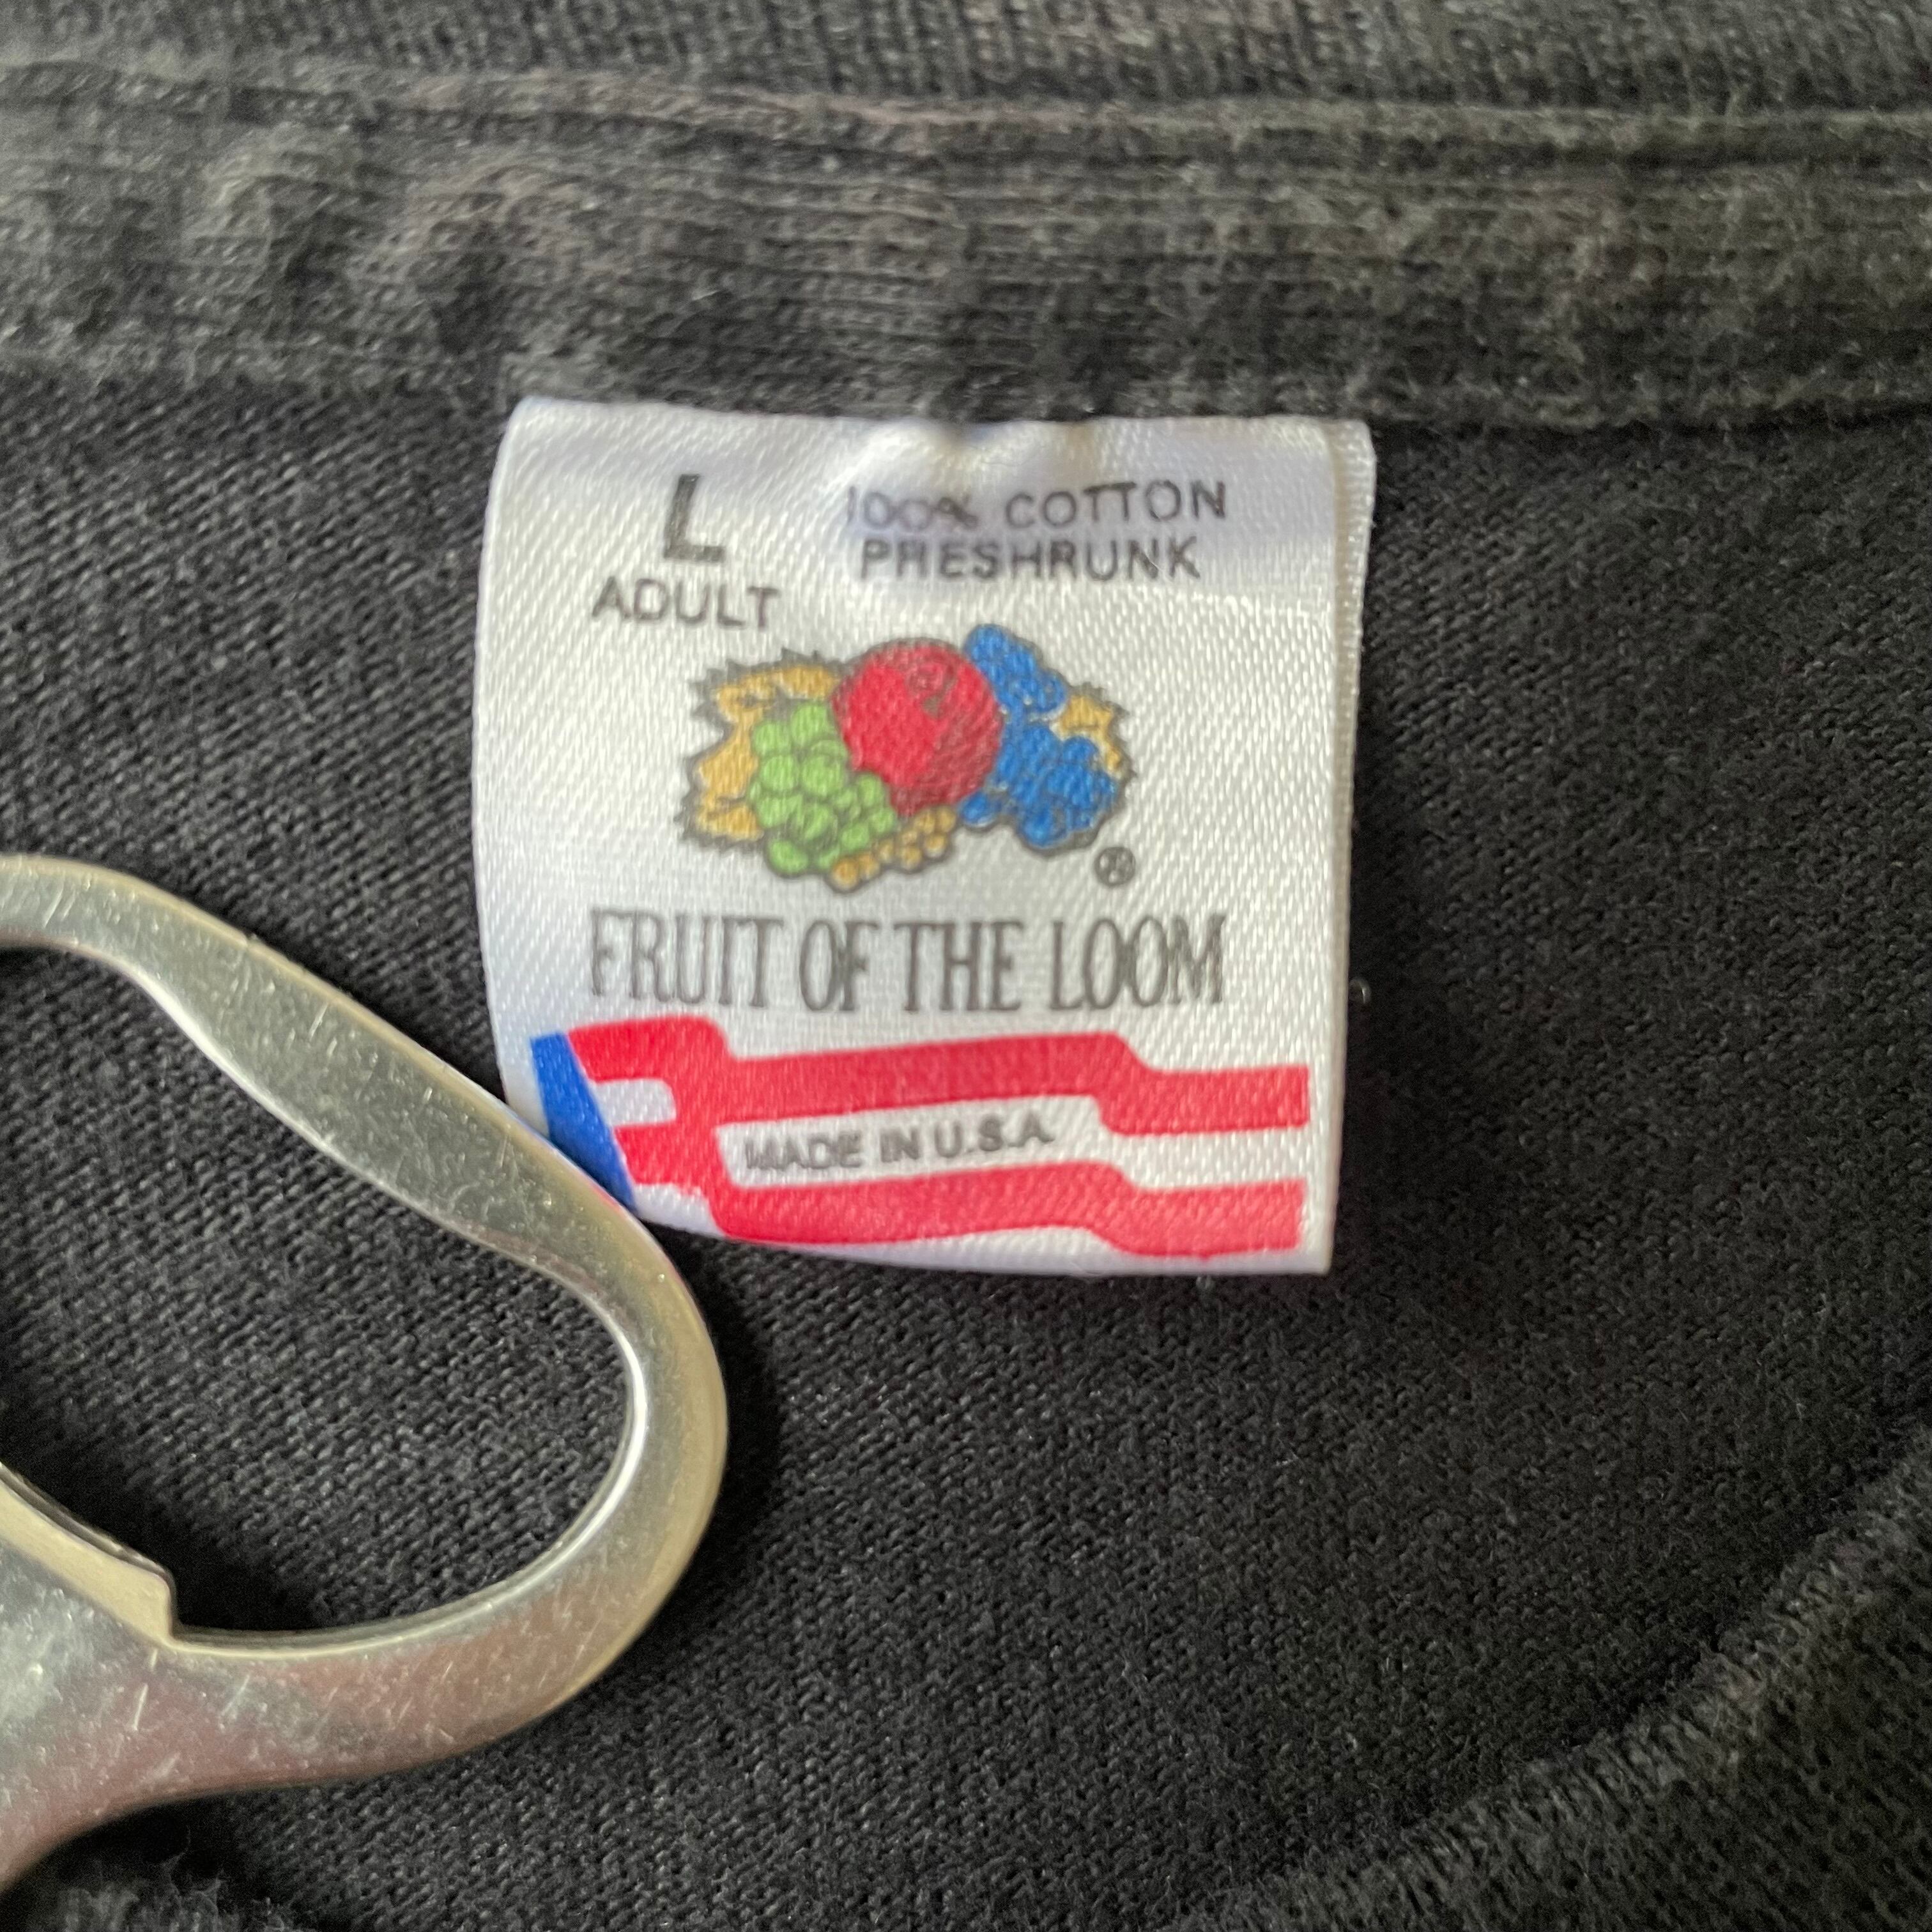 L
ADULT
100% COTTON
PRESHRUNK
®
FRUIT OF THE LOOM
MADE IN U.S.A.